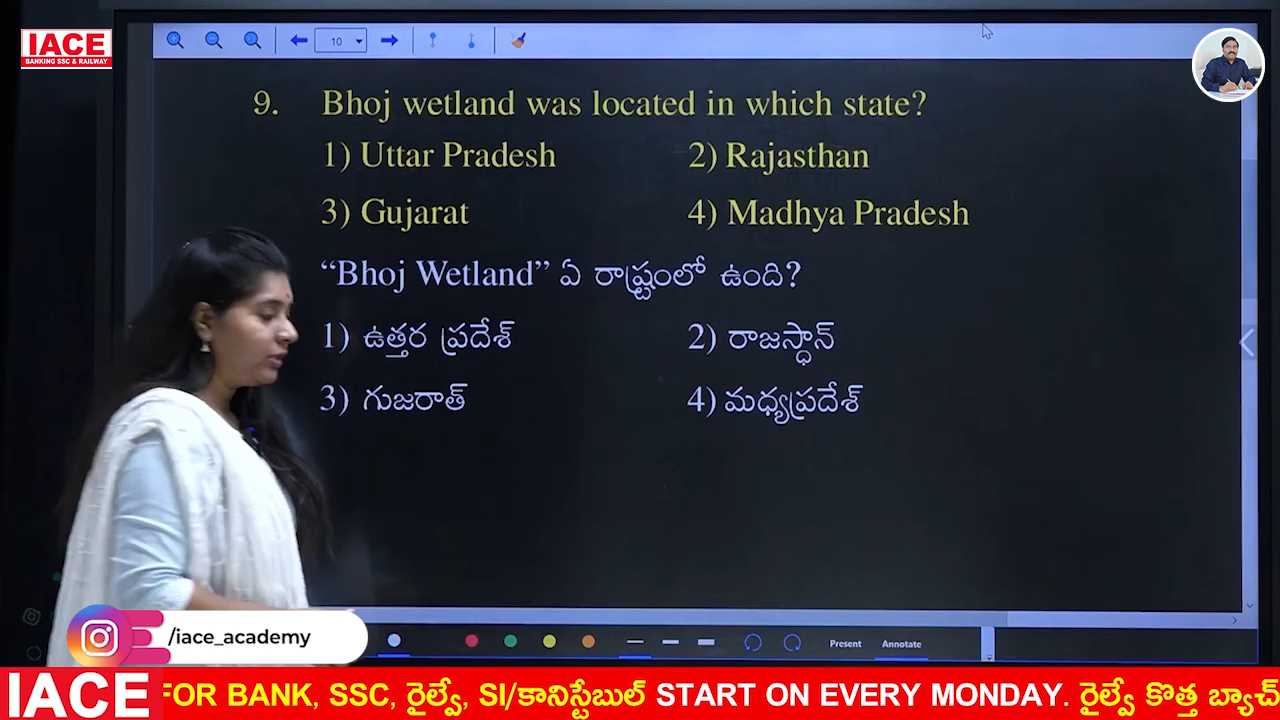 IACE
BANKING SSC & RAILWAY
10
9. Bhoj wetland was located in which state?
1) Uttar Pradesh 2) Rajasthan
3) Gujarat 4) Madhya Pradesh
“Bhoj Wetland” ఏ రాష్ట్రంలో ఉంది?
1) ఉత్తర ప్రదేశ్ 2) రాజస్థాన్
3) గుజరాత్ 4) మధ్యప్రదేశ్
/iace_academy
Present Annotate
IACE FOR BANK, SSC, రైల్వే, SI/కానిస్టేబుల్ START ON EVERY MONDAY. రైల్వే కొత్త బ్యాచ్